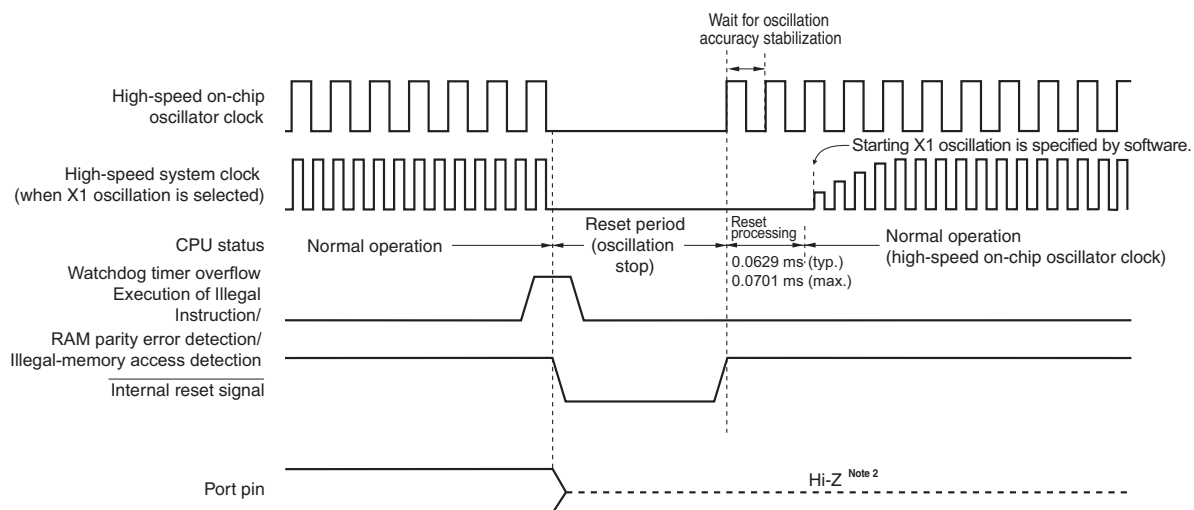 Wait for oscillation
accuracy stabilization
High-speed on-chip
oscillator clock
Starting X1 oscillation is specified by software.
High-speed system clock
(when X1 oscillation is selected)
CPU status
Normal operation
Reset period
(oscillation
stop)
Reset
processing
0.0629 ms (typ.)
0.0701 ms (max.)
Normal operation
(high-speed on-chip oscillator clock)
Watchdog timer overflow
Execution of Illegal
Instruction/
RAM parity error detection/
Illegal-memory access detection
Internal reset signal
Port pin
Hi-Z Note 2